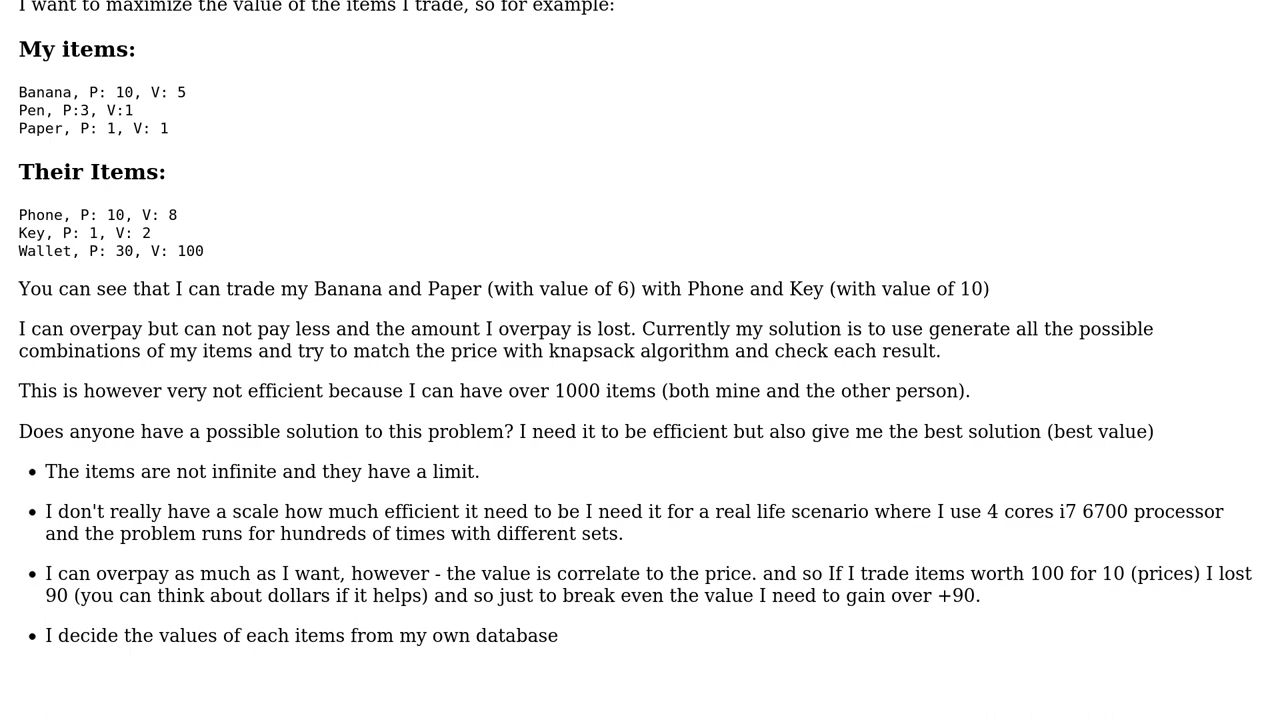 I want to maximize the value of the items I trade, so for example:
My items:
Banana, P: 10, V: 5
Pen, P:3, V:1
Paper, P: 1, V: 1
Their Items:
Phone, P: 10, V: 8
Key, P: 1, V: 2
Wallet, P: 30, V: 100
You can see that I can trade my Banana and Paper (with value of 6) with Phone and Key (with value of 10)
I can overpay but can not pay less and the amount I overpay is lost. Currently my solution is to use generate all the possible
combinations of my items and try to match the price with knapsack algorithm and check each result.
This is however very not efficient because I can have over 1000 items (both mine and the other person).
Does anyone have a possible solution to this problem? I need it to be efficient but also give me the best solution (best value)
• The items are not infinite and they have a limit.
• I don't really have a scale how much efficient it need to be I need it for a real life scenario where I use 4 cores i7 6700 processor
and the problem runs for hundreds of times with different sets.
• I can overpay as much as I want, however - the value is correlate to the price. and so If I trade items worth 100 for 10 (prices) I lost
90 (you can think about dollars if it helps) and so just to break even the value I need to gain over +90.
• I decide the values of each items from my own database